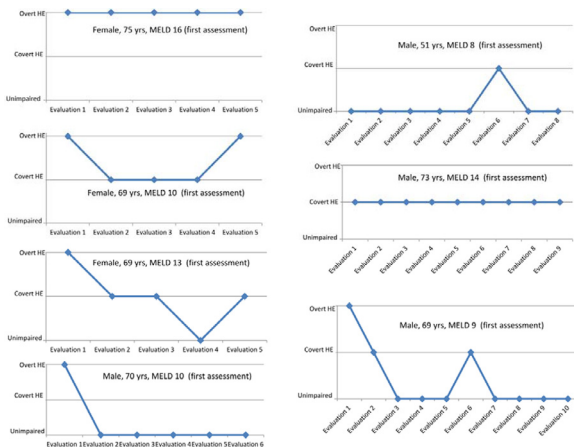 Overt HE
Female, 75 yrs, MELD 16 (first assessment)
Covert HE
Unimpaired
Evaluation 1 Evaluation 2 Evaluation 3 Evaluation 4 Evaluation 5
Overt HE
Covert HE
Female, 69 yrs, MELD 10 (first assessment)
Unimpaired
Evaluation 1 Evaluation 2 Evaluation 3 Evaluation 4 Evaluation 5
Overt HE
Female, 69 yrs, MELD 13 (first assessment)
Covert HE
Unimpaired
Evaluation 1 Evaluation 2 Evaluation 3 Evaluation 4 Evaluation 5
Overt HE
Male, 70 yrs, MELD 10 (first assessment)
Covert HE
Unimpaired
Evaluation 1 Evaluation 2 Evaluation 3 Evaluation 4 Evaluation 5 Evaluation 6
Overt HE
Male, 51 yrs, MELD 8 (first assessment)
Covert HE
Unimpaired
Evaluation 1 Evaluation 2 Evaluation 3 Evaluation 4 Evaluation 5 Evaluation 6 Evaluation 7 Evaluation 8
Overt HE
Male, 73 yrs, MELD 14 (first assessment)
Covert HE
Unimpaired
Evaluation 1 Evaluation 2 Evaluation 3 Evaluation 4 Evaluation 5 Evaluation 6 Evaluation 7 Evaluation 8 Evaluation 9
Overt HE
Male, 69 yrs, MELD 9 (first assessment)
Covert HE
Unimpaired
Evaluation 1 Evaluation 2 Evaluation 3 Evaluation 4 Evaluation 5 Evaluation 6 Evaluation 7 Evaluation 8 Evaluation 9 Evaluation 10